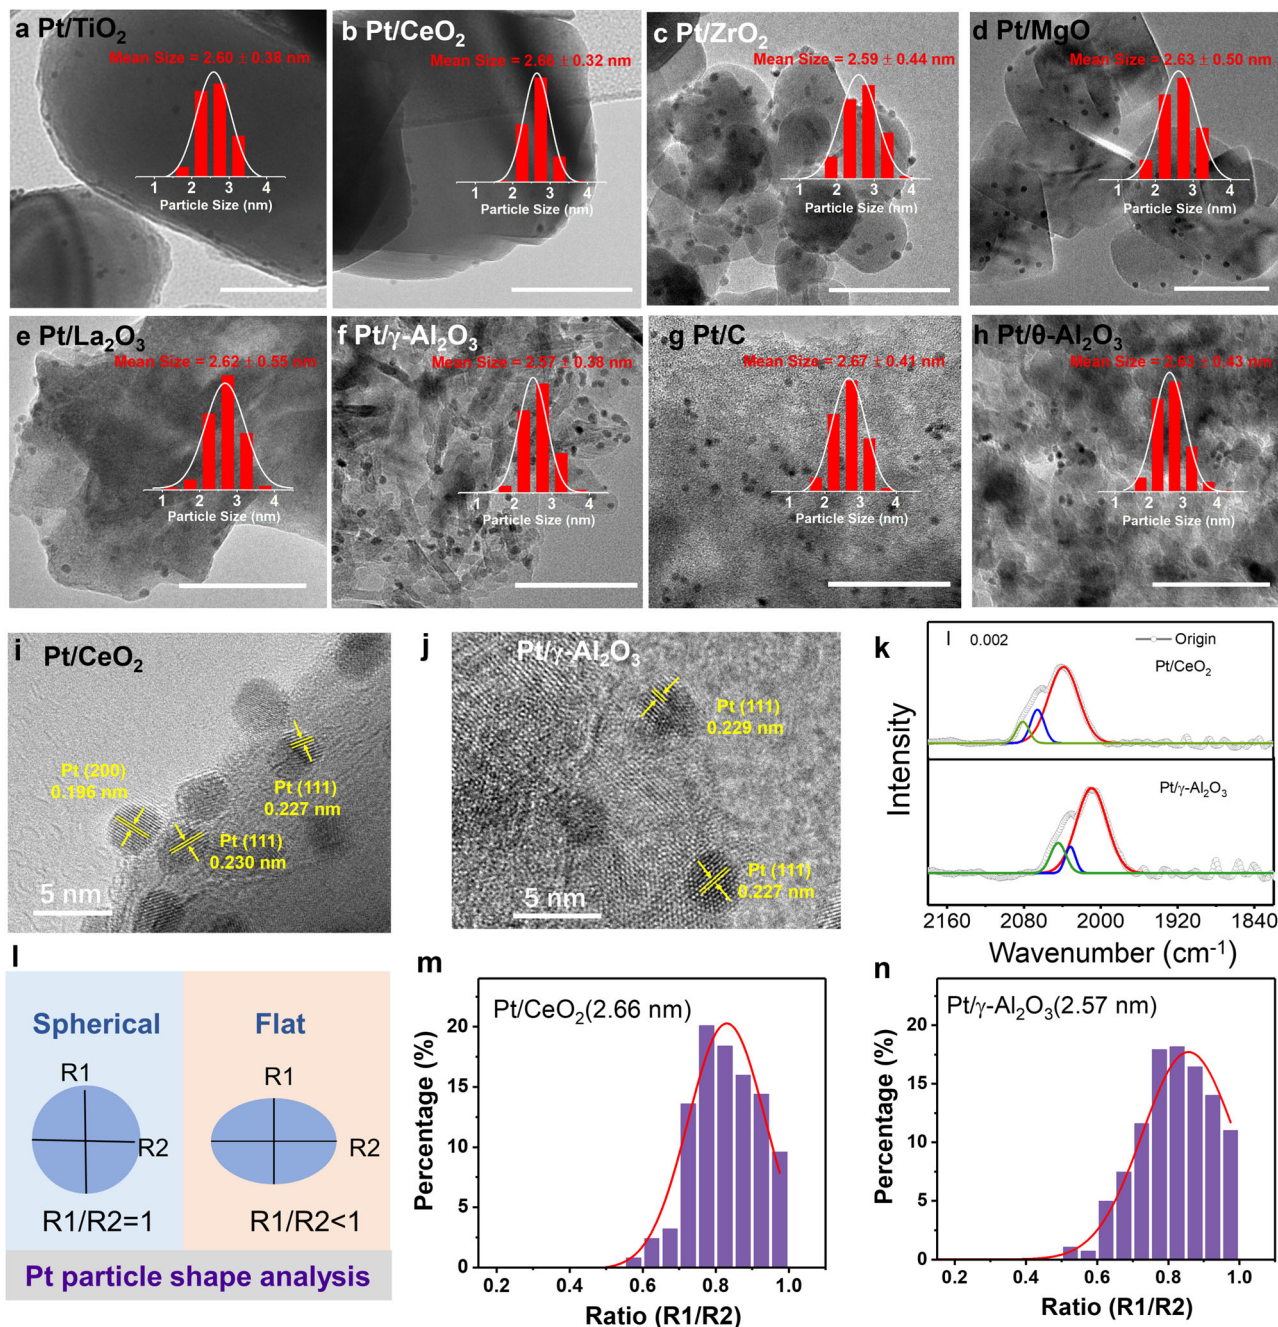 a Pt/TiO₂
Mean Size = 2.60 ± 0.38 nm
1 2 3 4
Particle Size (nm)
b Pt/CeO₂
Mean Size = 2.66 ± 0.32 nm
1 2 3 4
Particle Size (nm)
c Pt/ZrO₂
Mean Size = 2.59 ± 0.44 nm
1 2 3 4
Particle Size (nm)
d Pt/MgO
Mean Size = 2.63 ± 0.50 nm
1 2 3 4
Particle Size (nm)
e Pt/La₂O₃
Mean Size = 2.62 ± 0.55 nm
1 2 3 4
Particle Size (nm)
f Pt/γ-Al₂O₃
Mean Size = 2.57 ± 0.38 nm
1 2 3 4
Particle Size (nm)
g Pt/C
Mean Size = 2.67 ± 0.41 nm
1 2 3 4
Particle Size (nm)
h Pt/θ-Al₂O₃
Mean Size = 2.63 ± 0.43 nm
1 2 3 4
Particle Size (nm)
i Pt/CeO₂
Pt (200)
0.196 nm
Pt (111)
0.227 nm
Pt (111)
0.230 nm
5 nm
j Pt/γ-Al₂O₃
Pt (111)
0.229 nm
Pt (111)
0.227 nm
5 nm
k
0.002
Origin
Pt/CeO₂
Pt/γ-Al₂O₃
Intensity
2160 2080 2000 1920 1840
Wavenumber (cm⁻¹)
l
Spherical
R1
R2
R1/R2=1
Flat
R1
R2
R1/R2<1
Pt particle shape analysis
m
Pt/CeO₂(2.66 nm)
Percentage (%)
20
15
10
5
0
0.2 0.4 0.6 0.8 1.0
Ratio (R1/R2)
n
Pt/γ-Al₂O₃(2.57 nm)
Percentage (%)
20
15
10
5
0
0.2 0.4 0.6 0.8 1.0
Ratio (R1/R2)